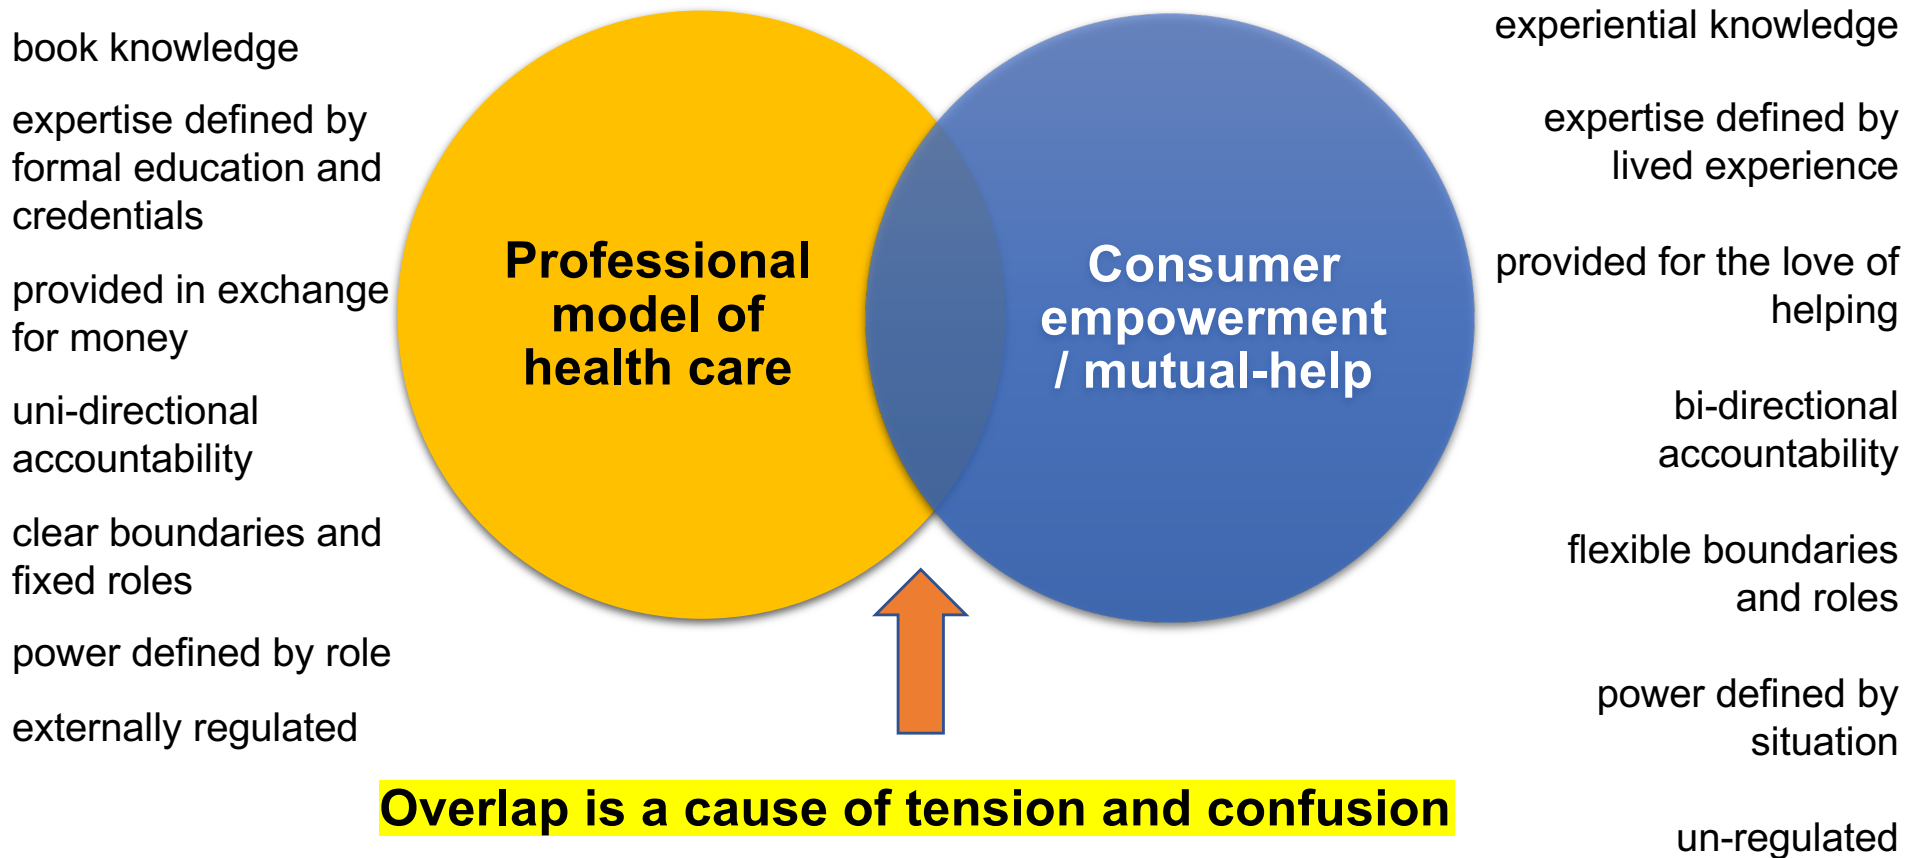 book knowledge
expertise defined by
formal education and
credentials
provided in exchange
for money
uni-directional
accountability
clear boundaries and
fixed roles
power defined by role
externally regulated
Professional
model of
health care
Consumer
empowerment
/ mutual-help
experiential knowledge
expertise defined by
lived experience
provided for the love of
helping
bi-directional
accountability
flexible boundaries
and roles
power defined by
situation
un-regulated
Overlap is a cause of tension and confusion